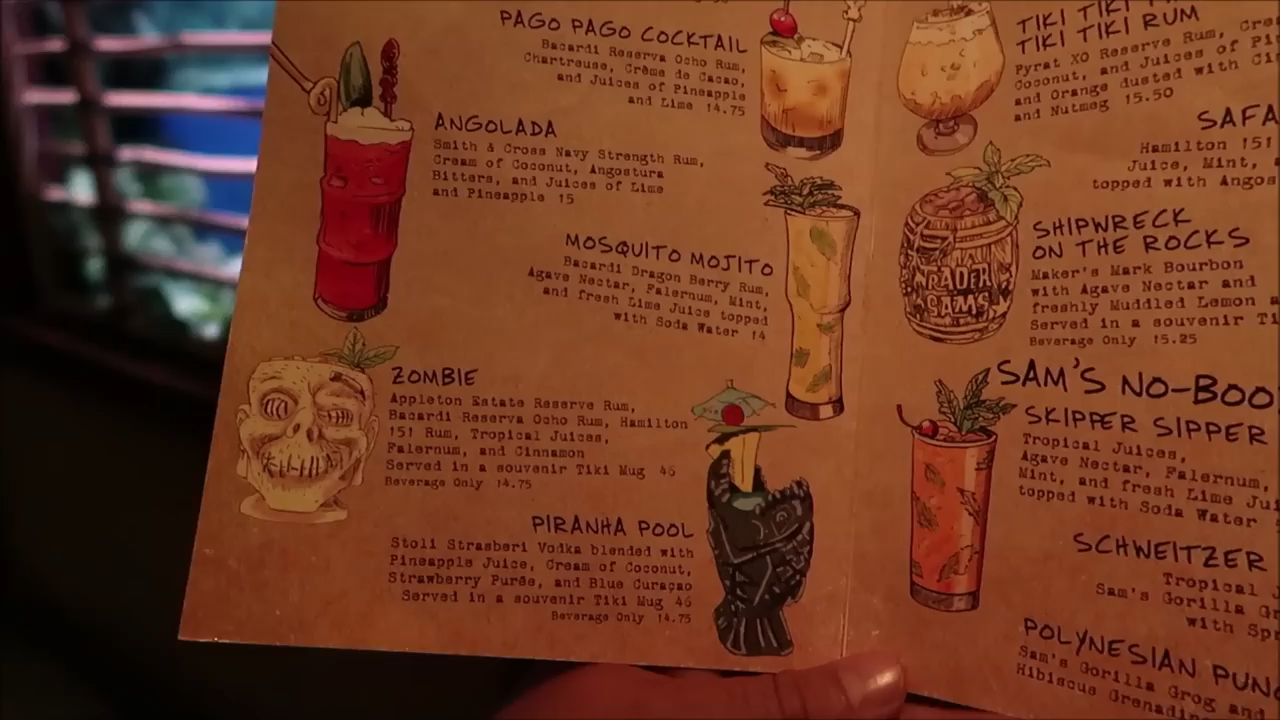 PAGO PAGO COCKTAIL
Bacardi Reserva Ocho Rum,
Chartreuse, Crème de Cacao,
and Juices of Pineapple
and Lime 14.75
ANGOLADA
Smith & Cross Navy Strength Rum,
Cream of Coconut, Angostura
Bitters, and Juices of Lime
and Pineapple 15
MOSQUITO MOJITO
Bacardi Dragon Berry Rum,
Agave Nectar, Falernum, Mint,
and fresh Lime Juice topped
with Soda Water 14
ZOMBIE
Appleton Estate Reserve Rum,
Bacardi Reserva Ocho Rum, Hamilton
151 Rum, Tropical Juices,
Falernum, and Cinnamon
Served in a souvenir Tiki Mug 46
Beverage Only 14.75
PIRANHA POOL
Stoli Strasberi Vodka blended with
Pineapple Juice, Cream of Coconut,
Strawberry Purée, and Blue Curaçao
Served in a souvenir Tiki Mug 46
Beverage Only 14.75
TIKI TIKI
TIKI TIKI RUM
Pyrat XO Reserve Rum,
Coconut, and Juices of
and Orange dusted with
and Nutmeg 15.50
Hamilton 151
Juice, Mint,
topped with
SHIPWRECK
ON THE ROCKS
Maker's Mark Bourbon
with Agave Nectar and
freshly Muddled Lemon
Served in a souvenir
Beverage Only 15.25
TRADER
SAM'S
SAM'S NO-BOO
SKIPPER SIPPER
Tropical Juices,
Agave Nectar, Falernum,
Mint, and fresh Lime
topped with Soda Water
SCHWEITZER
Tropical
Sam's Gorilla
with
POLYNESIAN
Sam's Gorilla Grog and
Hibiscus